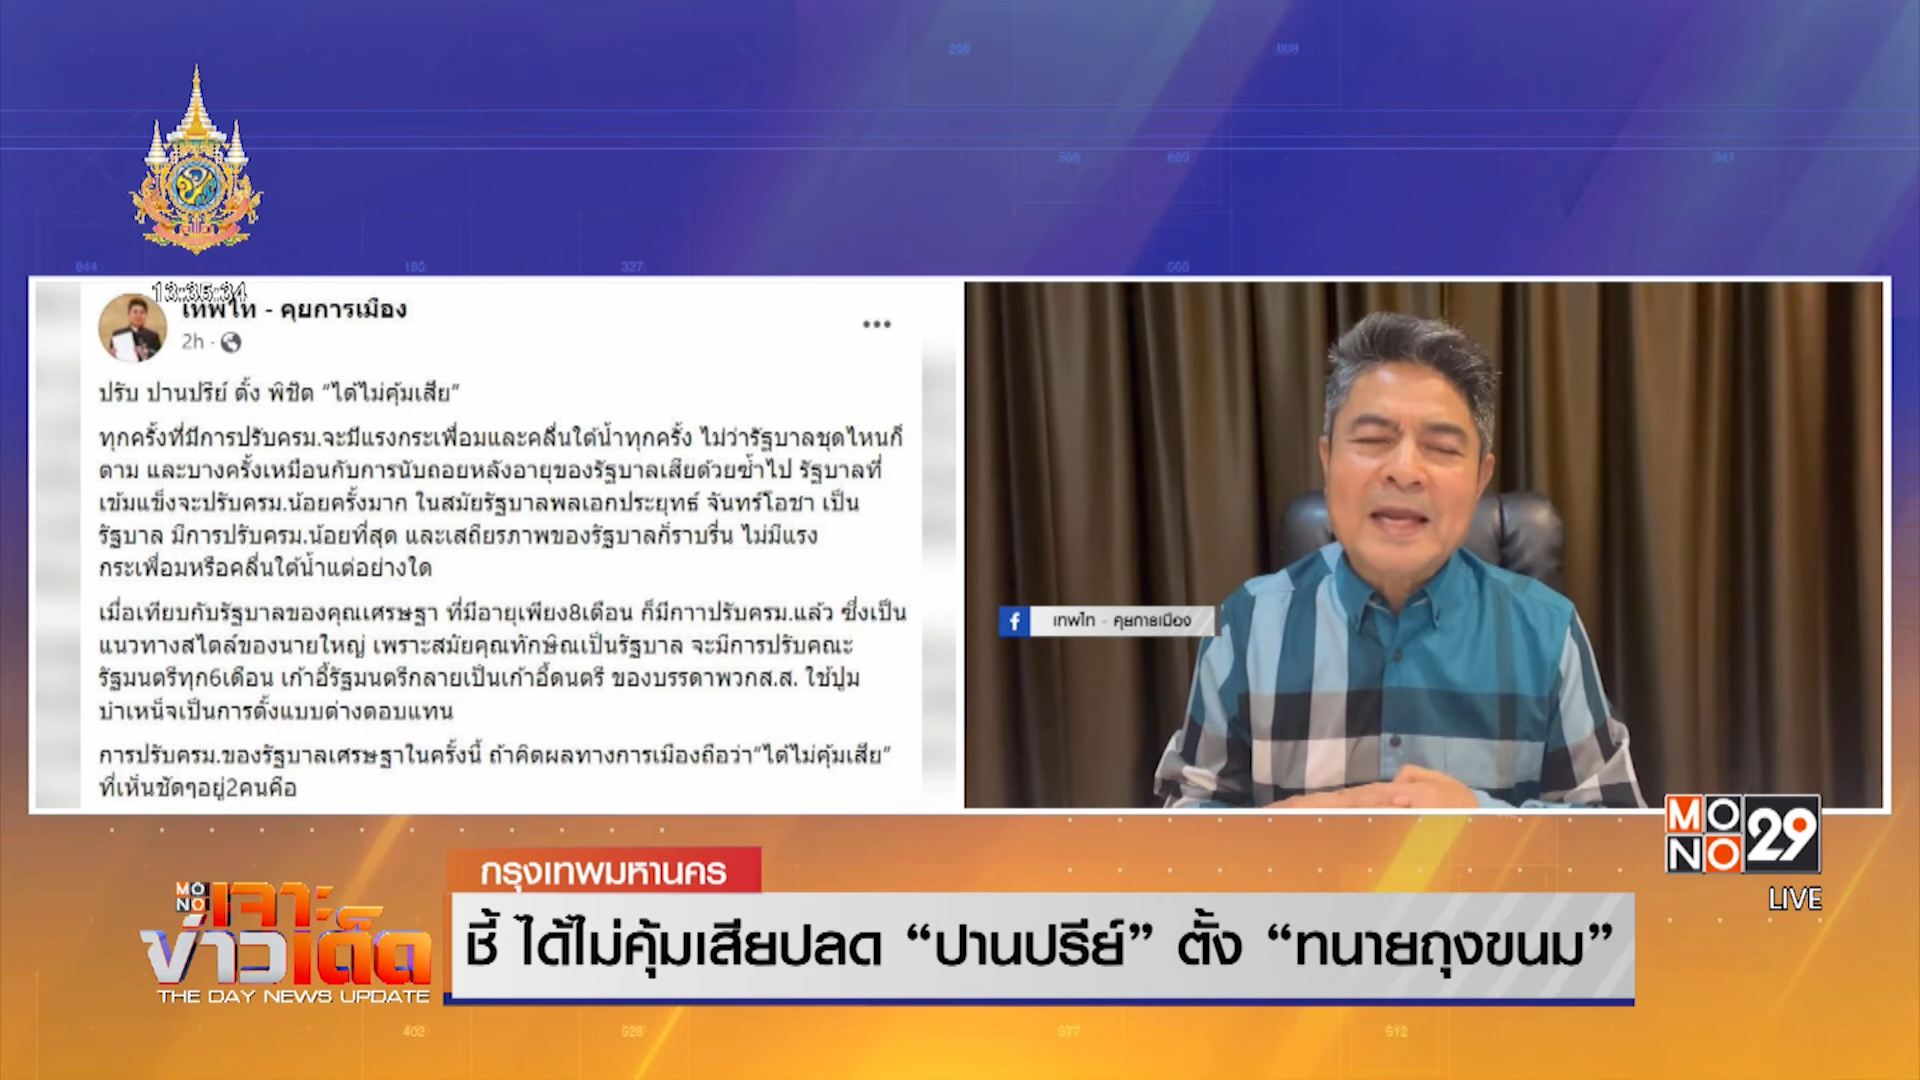 13:35:34
เทพไท - คุยการเมือง
2h
ปรับ ปานปรีย์ ตั้ง พิชิต “ได้ไม่คุ้มเสีย”
ทุกครั้งที่มีการปรับครม.จะมีแรงกระเพื่อมและคลื่นใต้น้ำทุกครั้ง ไม่ว่ารัฐบาลชุดไหนก็
ตาม และบางครั้งเหมือนกับการนับถอยหลังอายุของรัฐบาลเสียด้วยซ้ำไป รัฐบาลที่
เข้มแข็งจะปรับครม.น้อยครั้งมาก ในสมัยรัฐบาลพลเอกประยุทธ์ จันทร์โอชา เป็น
รัฐบาล มีการปรับครม.น้อยที่สุด และเสถียรภาพของรัฐบาลก็ราบรื่น ไม่มีแรง
กระเพื่อมหรือคลื่นใต้น้ำแต่อย่างใด
เมื่อเทียบกับรัฐบาลของคุณเศรษฐา ที่มีอายุเพียง8เดือน ก็มีกาาปรับครม.แล้ว ซึ่งเป็น
แนวทางสไตล์ของนายใหญ่ เพราะสมัยคุณทักษิณเป็นรัฐบาล จะมีการปรับคณะ
รัฐมนตรีทุก6เดือน เก้าอี้รัฐมนตรีกลายเป็นเก้าอี้ดนตรี ของบรรดาพวกส.ส. ใช้ปูม
บำเหน็จเป็นการตั้งแบบต่างตอบแทน
การปรับครม.ของรัฐบาลเศรษฐาในครั้งนี้ ถ้าคิดผลทางการเมืองถือว่า“ได้ไม่คุ้มเสีย”
ที่เห็นชัดๆอยู่2คนคือ
f เทพไท - คุยการเมือง
MONO 29
LIVE
กรุงเทพมหานคร
ชี้ ได้ไม่คุ้มเสียปลด “ปานปรีย์” ตั้ง “ทนายถุงขนม”
MONO เจาะ
ข่าวเด็ด
THE DAY NEWS UPDATE